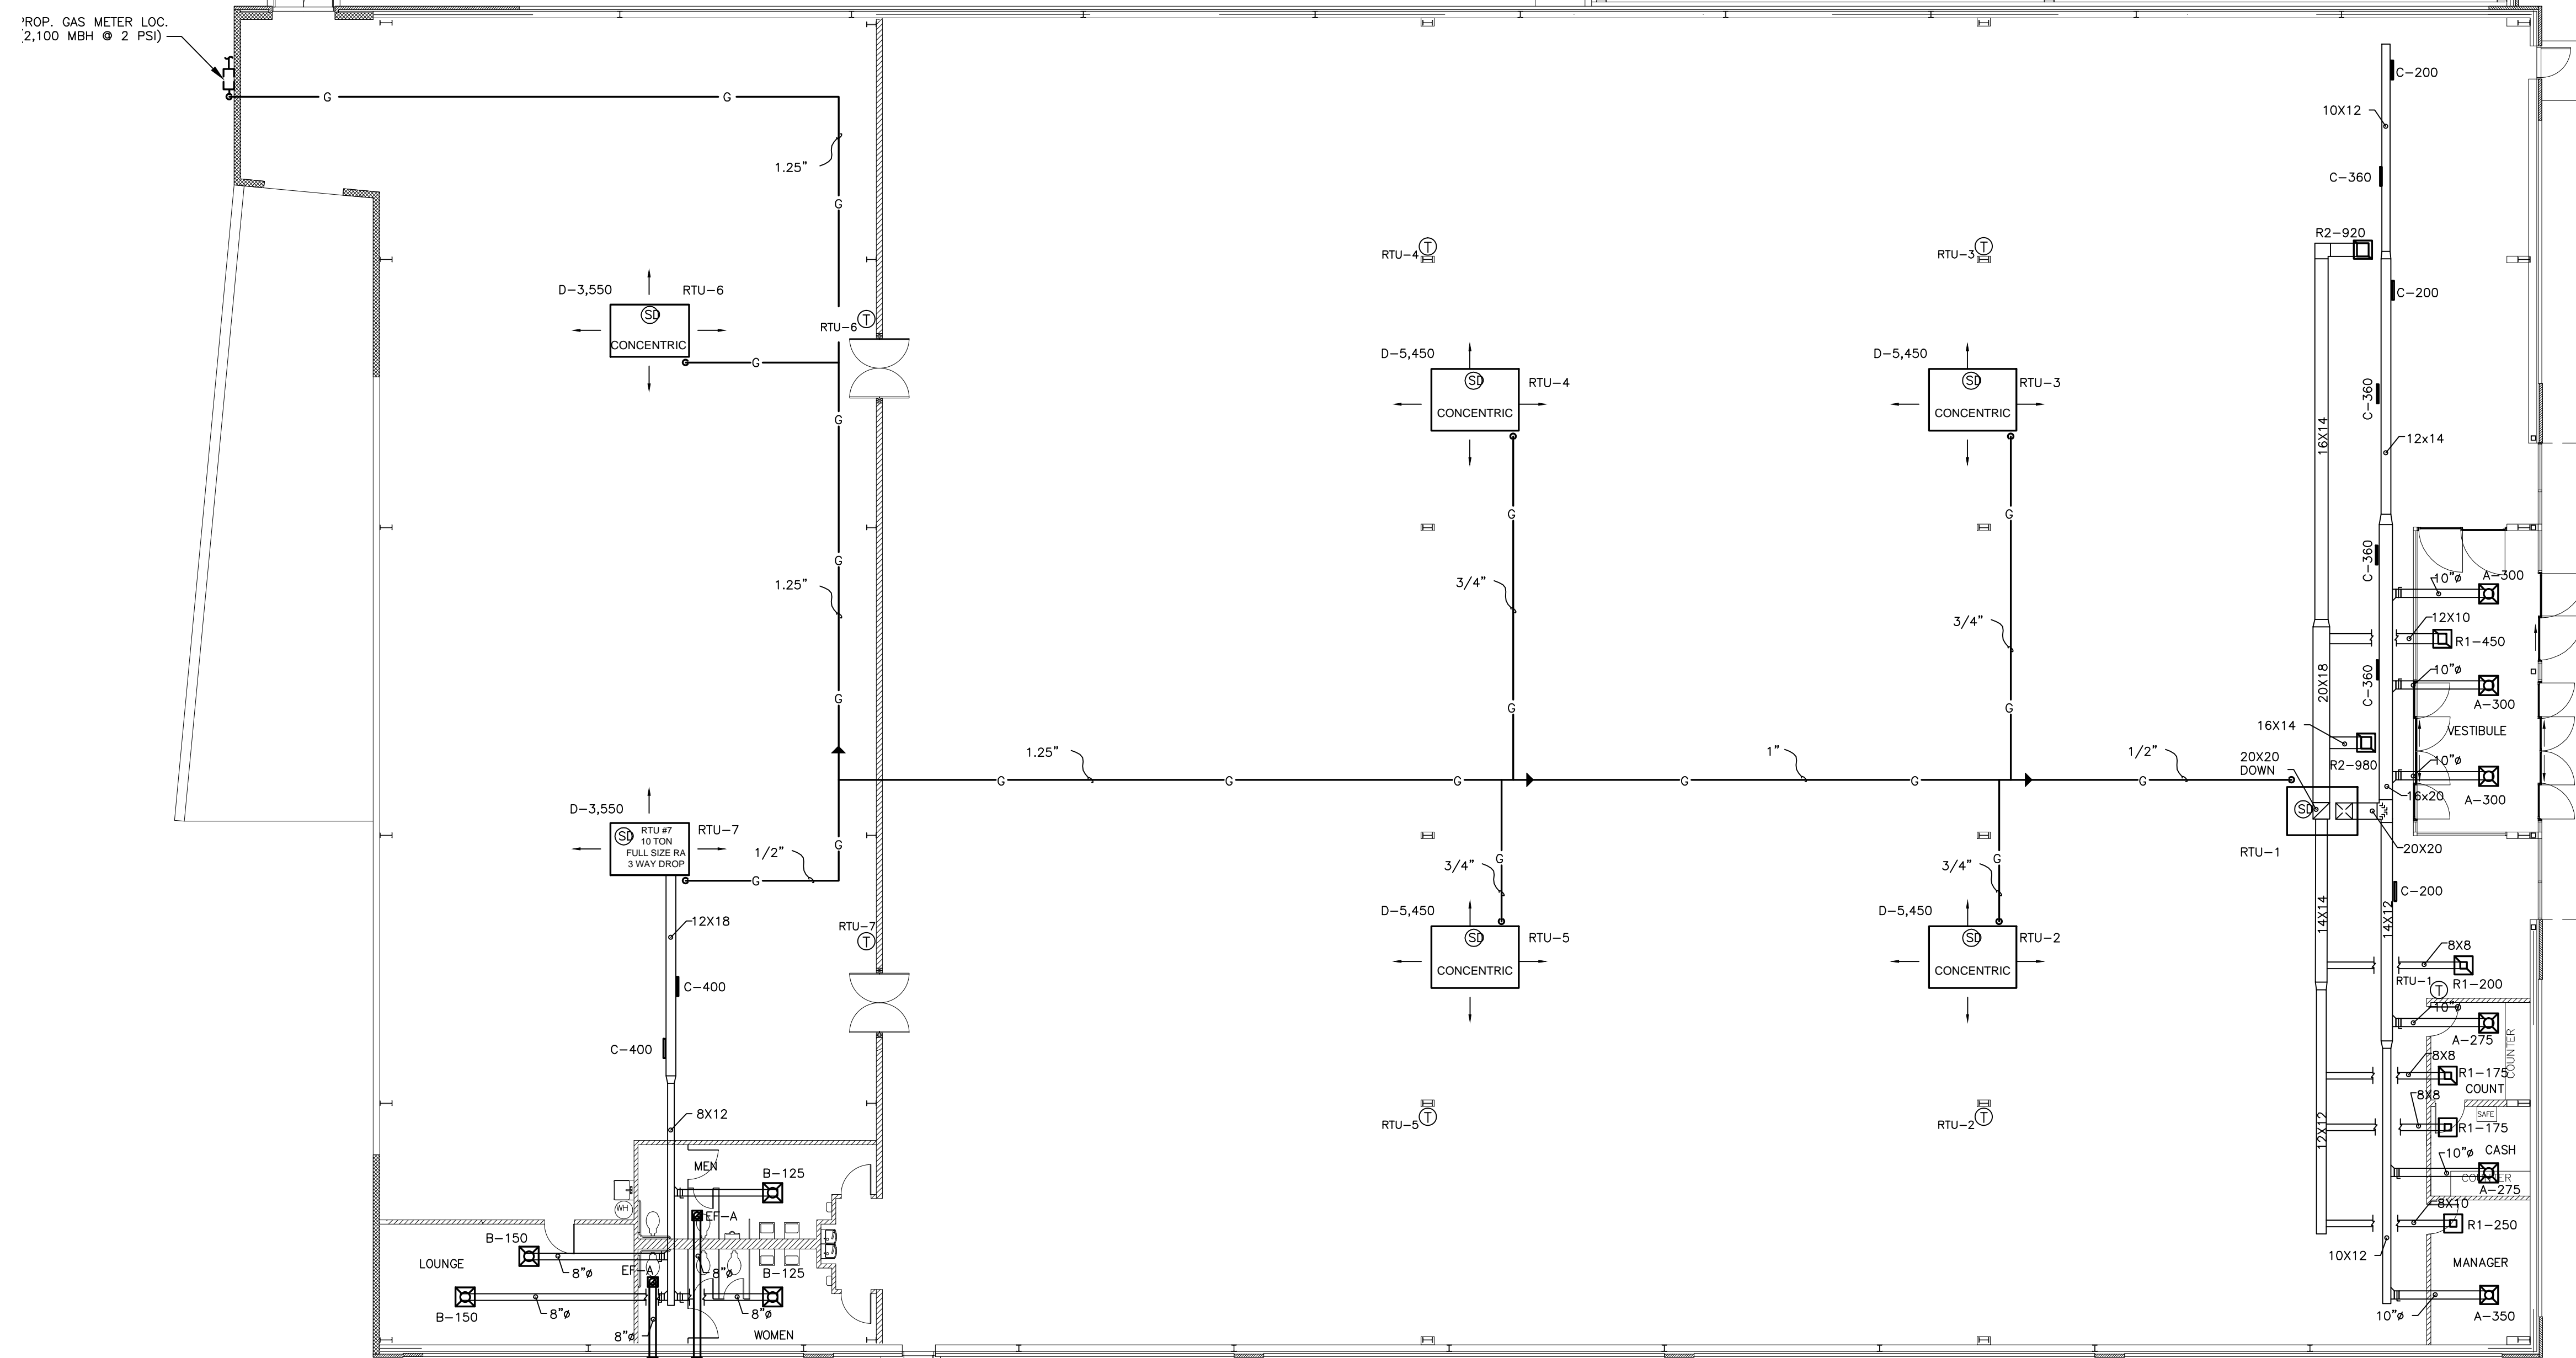 PROP. GAS METER LOC.
(2,100 MBH @ 2 PSI)
G
G
1.25"
G
C-200
10X12
C-360
R2-920
RTU-4
T
RTU-3
T
D-3,550
RTU-6
SD
CONCENTRIC
RTU-6
T
G
G
C-200
D-5,450
SD
RTU-4
CONCENTRIC
D-5,450
SD
RTU-3
CONCENTRIC
C-360
16X14
12x14
G
G
G
1.25"
3/4"
3/4"
C-360
10"ø
A-300
12X10
R1-450
20X18
C-360
10"ø
A-300
G
G
G
VESTIBULE
16X14
10"ø
A-300
1.25"
1"
1/2"
20X20
DOWN
R2-980
G
G
G
G
G
G
16x20
D-3,550
SD
RTU #7
10 TON
FULL SIZE RA
3 WAY DROP
RTU-7
SD
20X20
RTU-1
G
1/2"
G
3/4"
G
3/4"
G
C-200
12X18
RTU-7
T
D-5,450
SD
RTU-5
CONCENTRIC
D-5,450
SD
RTU-2
CONCENTRIC
14X14
14X12
8X8
RTU-1
T
R1-200
C-400
10"ø
A-275
COUNTER
C-400
8X8
R1-175
COUNT
8X12
RTU-5
T
RTU-2
T
12X12
8X8
SAFE
R1-175
CASH
10"ø
COUNTER
A-275
MEN
B-125
WH
EF-A
8X10
R1-250
B-150
LOUNGE
8"ø
EF-A
8"ø
B-125
10X12
MANAGER
B-150
8"ø
8"ø
8"ø
WOMEN
10"ø
A-350